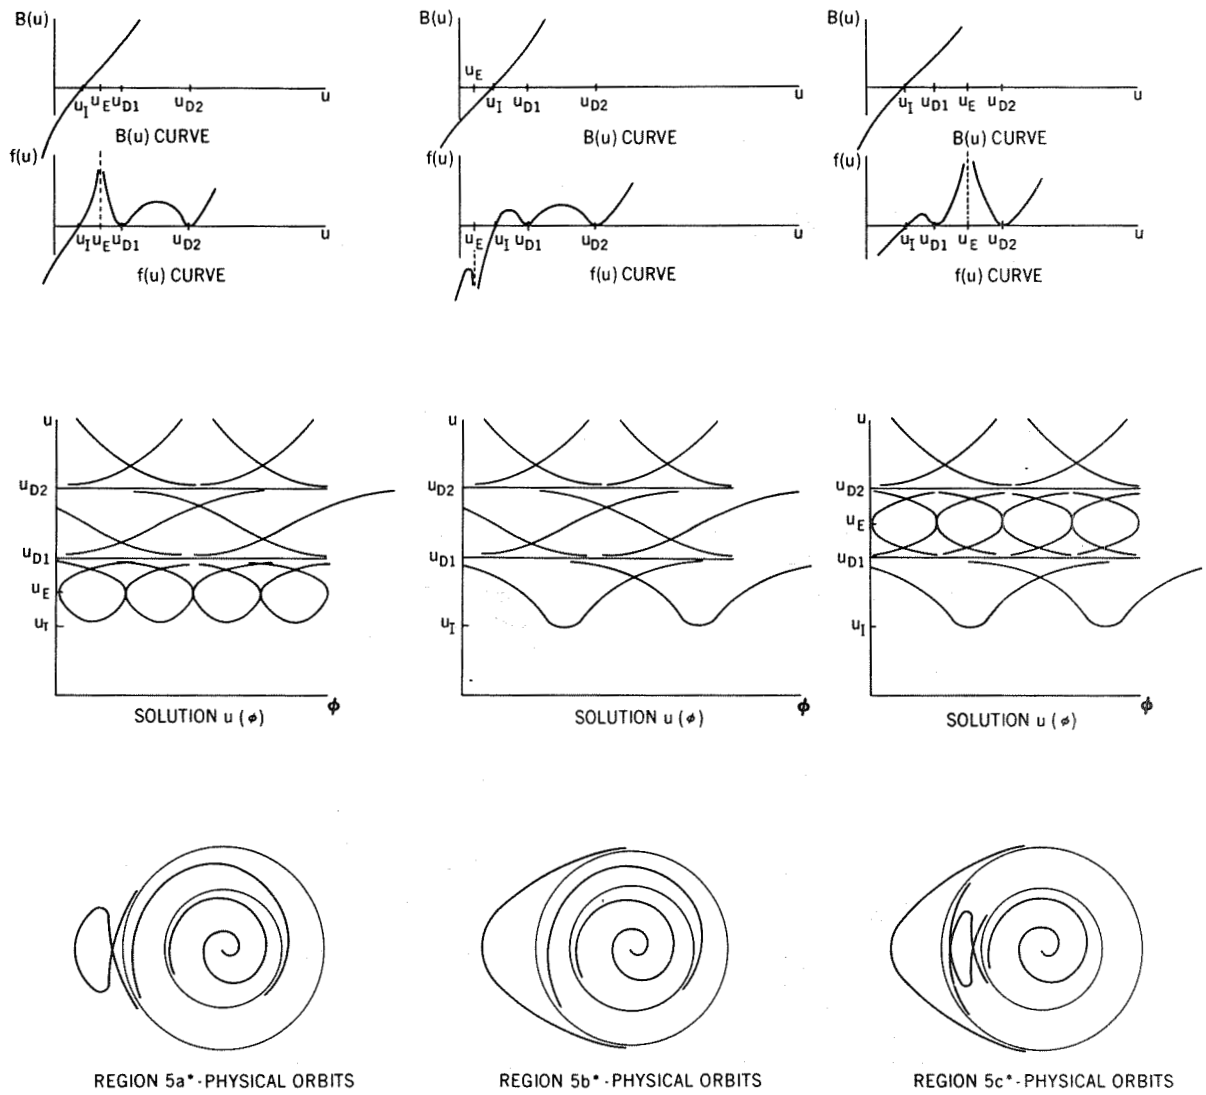 B(u)
u_I u_E u_D1 u_D2 u
B(u) CURVE
f(u)
u_I u_E u_D1 u_D2 u
f(u) CURVE
B(u)
u_E
u_I u_D1 u_D2 u
B(u) CURVE
f(u)
u_E u_I u_D1 u_D2 u
f(u) CURVE
B(u)
u_I u_D1 u_E u_D2 u
B(u) CURVE
f(u)
u_I u_D1 u_E u_D2 u
f(u) CURVE
u
u_D2
u_D1
u_E
u_I
ϕ
SOLUTION u (ϕ)
u
u_D2
u_D1
u_I
ϕ
SOLUTION u (ϕ)
u
u_D2
u_E
u_D1
u_I
ϕ
SOLUTION u (ϕ)
REGION 5a*-PHYSICAL ORBITS
REGION 5b*-PHYSICAL ORBITS
REGION 5c*-PHYSICAL ORBITS